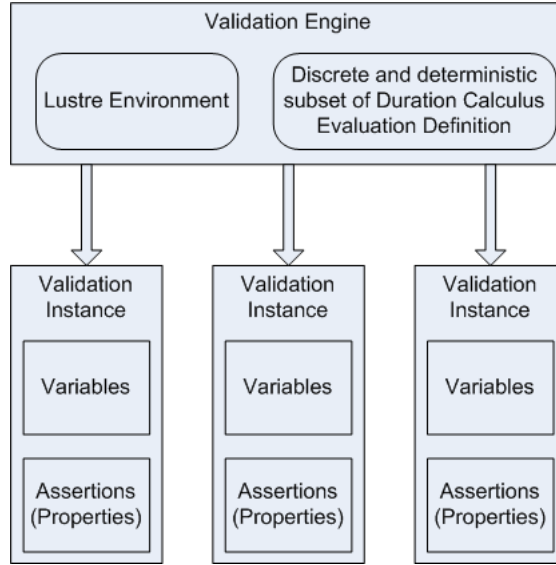 Validation Engine
Lustre Environment
Discrete and deterministic
subset of Duration Calculus
Evaluation Definition
Validation
Instance
Variables
Assertions
(Properties)
Validation
Instance
Variables
Assertions
(Properties)
Validation
Instance
Variables
Assertions
(Properties)